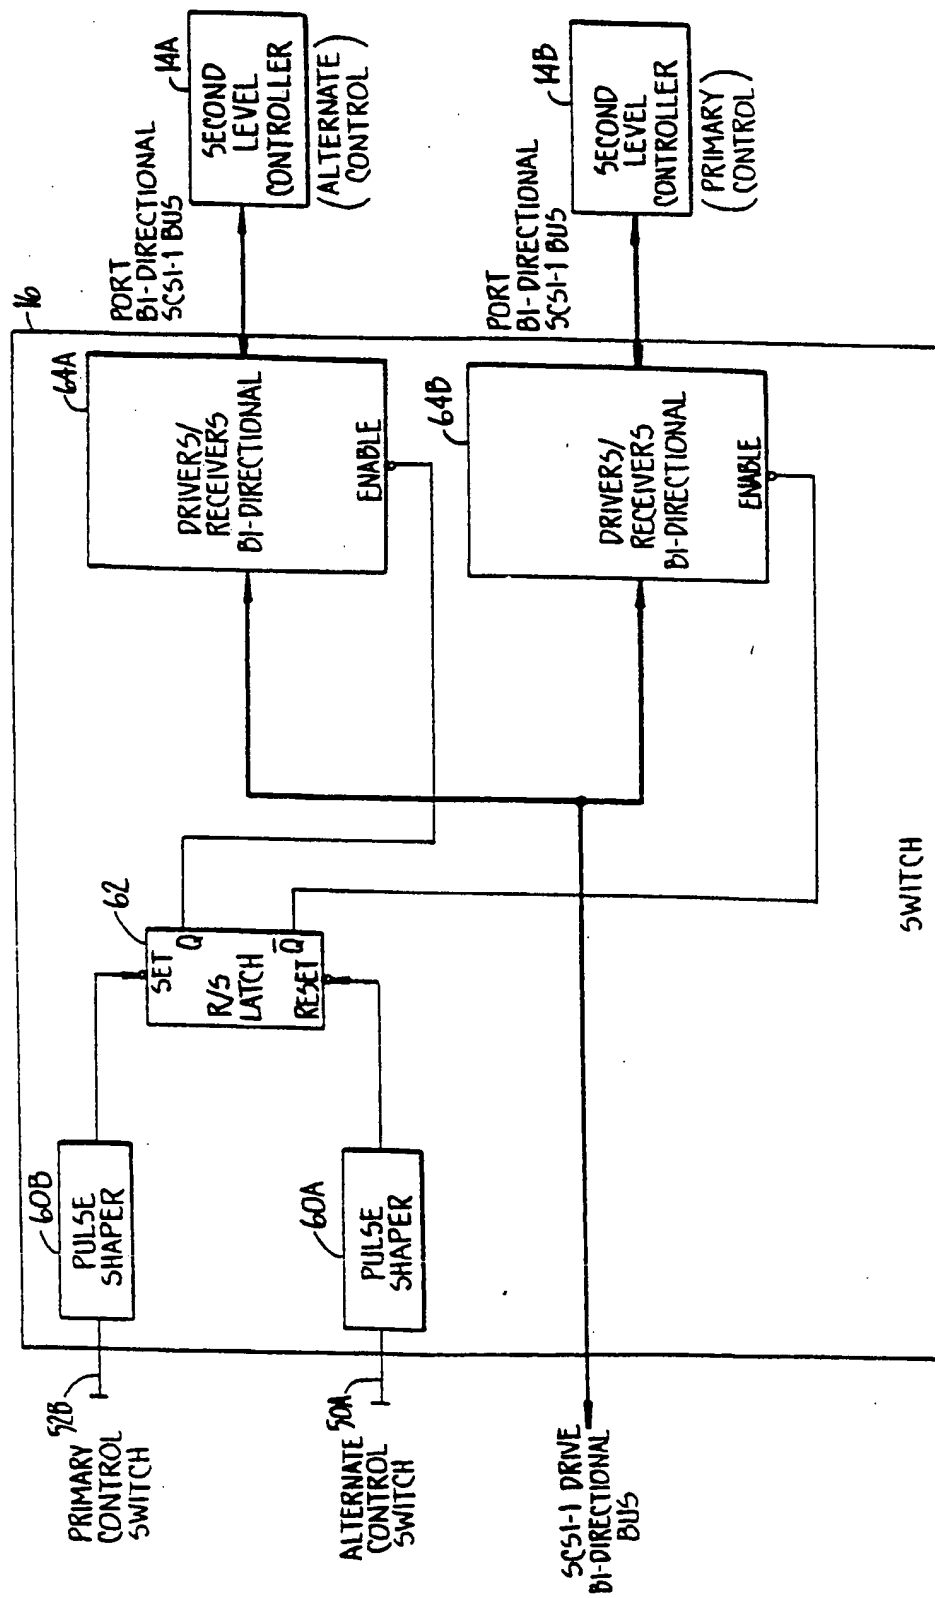 PRIMARY 52B
CONTROL
SWITCH
60B
PULSE
SHAPER
ALTERNATE 50A
CONTROL
SWITCH
60A
PULSE
SHAPER
62
SET
Q
R/S
LATCH
RESET
Q̅
16
64A
DRIVERS/
RECEIVERS
BI-DIRECTIONAL
ENABLE
PORT
BI-DIRECTIONAL
SCSI-1 BUS
14A
SECOND
LEVEL
CONTROLLER
(ALTERNATE
CONTROL)
64B
DRIVERS/
RECEIVERS
BI-DIRECTIONAL
ENABLE
PORT
BI-DIRECTIONAL
SCSI-1 BUS
14B
SECOND
LEVEL
CONTROLLER
(PRIMARY
CONTROL)
SCSI-1 DRIVE
BI-DIRECTIONAL
BUS
SWITCH